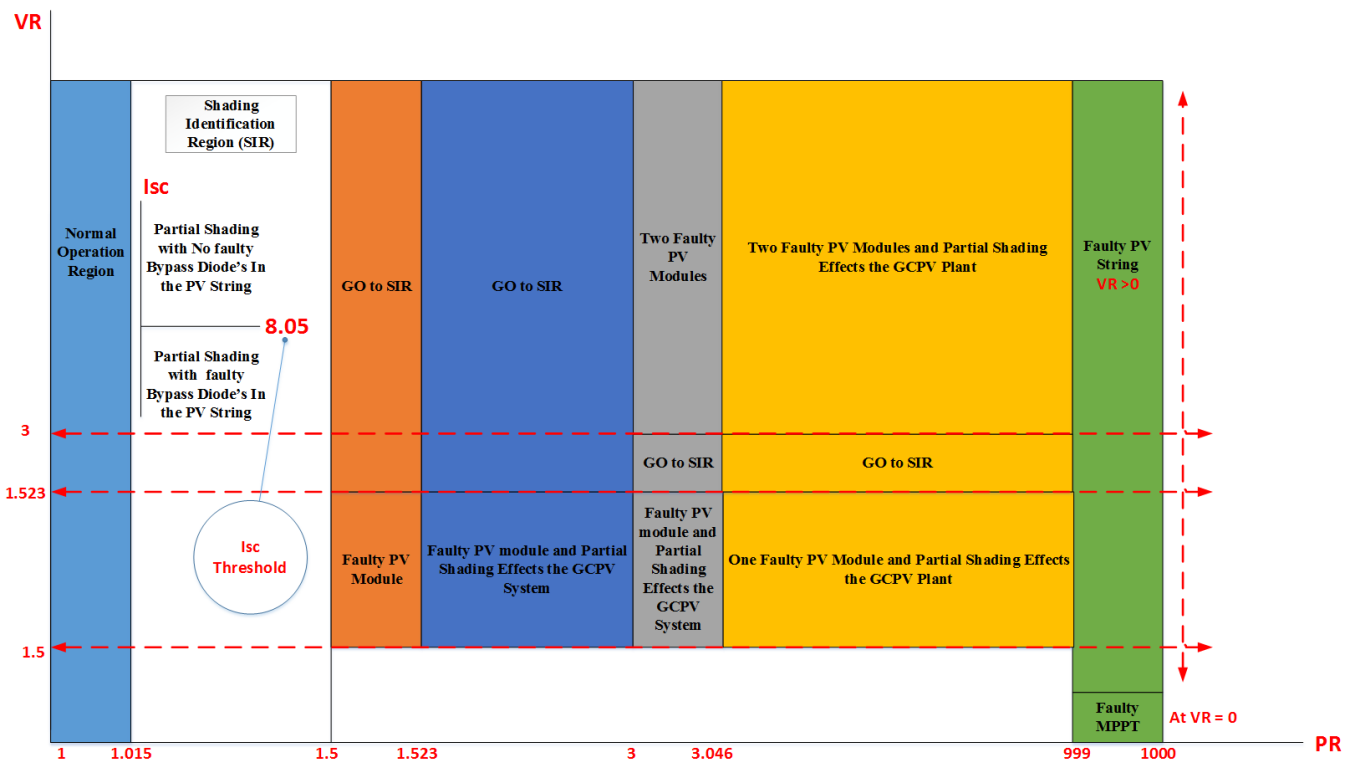 VR
Shading
Identification
Region (SIR)
Isc
Normal
Operation
Region
Partial Shading
with No faulty
Bypass Diode's In
the PV String
8.05
Partial Shading
with  faulty
Bypass Diode's In
the PV String
GO to SIR
GO to SIR
Two Faulty
PV
Modules
Two Faulty PV Modules and Partial Shading
Effects the GCPV Plant
Faulty PV
String
VR >0
3
GO to SIR
GO to SIR
1.523
Isc
Threshold
Faulty PV
Module
Faulty PV module and Partial
Shading Effects the GCPV
System
Faulty PV
module and
Partial
Shading
Effects the
GCPV
System
One Faulty PV Module and Partial Shading Effects
the GCPV Plant
1.5
Faulty
MPPT
At VR = 0
PR
1
1.015
1.5
1.523
3
3.046
999
1000